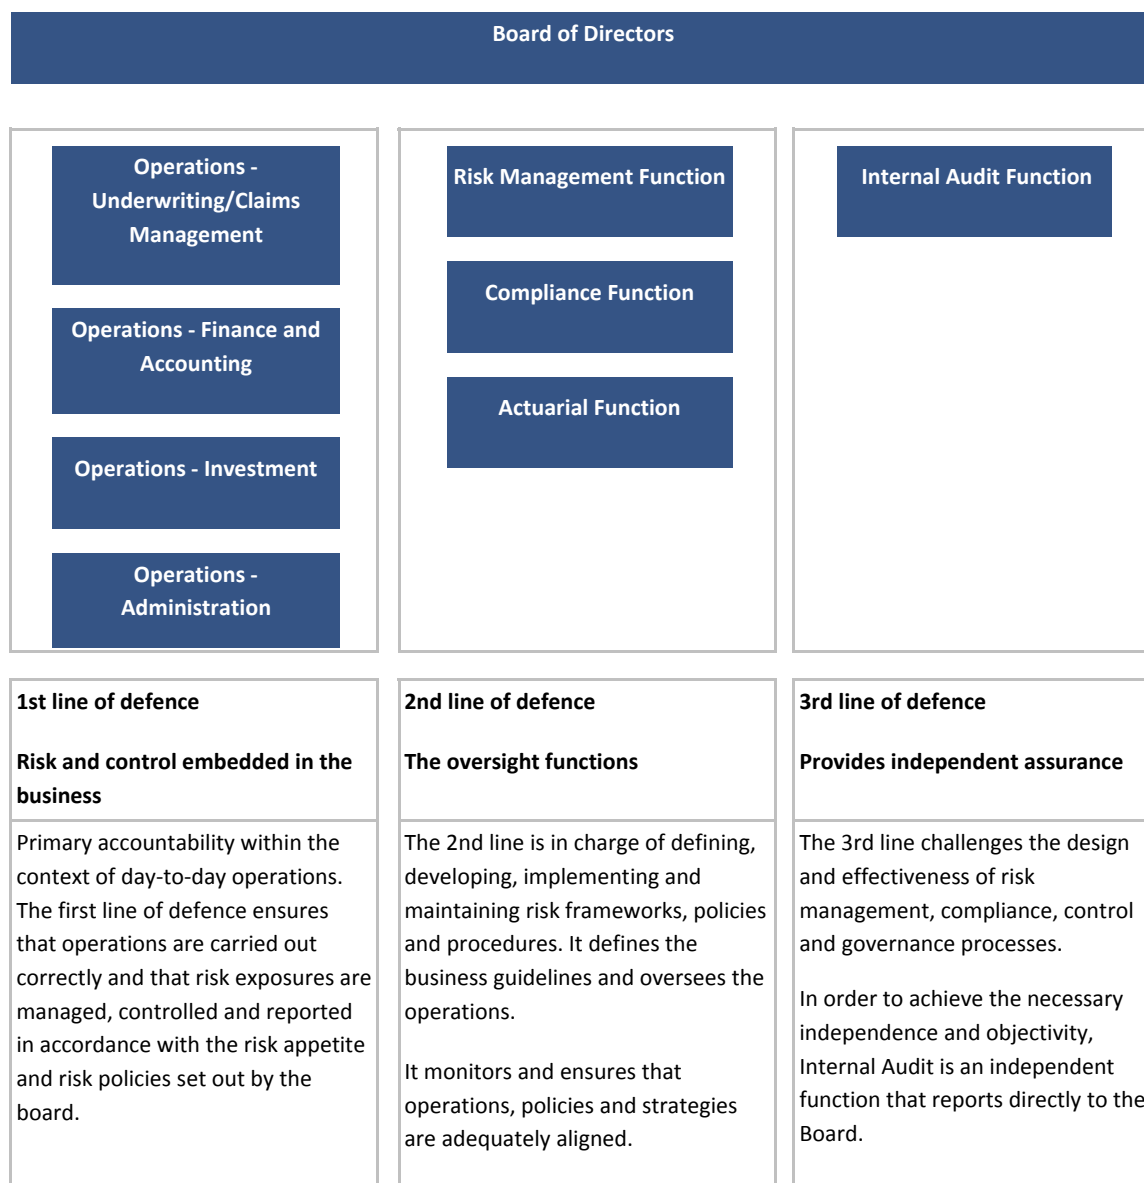 Board of Directors
Operations -
Underwriting/Claims
Management
Operations - Finance and
Accounting
Operations - Investment
Operations -
Administration
Risk Management Function
Compliance Function
Actuarial Function
Internal Audit Function
1st line of defence
Risk and control embedded in the
business
Primary accountability within the
context of day-to-day operations.
The first line of defence ensures
that operations are carried out
correctly and that risk exposures are
managed, controlled and reported
in accordance with the risk appetite
and risk policies set out by the
board.
2nd line of defence
The oversight functions
The 2nd line is in charge of defining,
developing, implementing and
maintaining risk frameworks, policies
and procedures. It defines the
business guidelines and oversees the
operations.
It monitors and ensures that
operations, policies and strategies
are adequately aligned.
3rd line of defence
Provides independent assurance
The 3rd line challenges the design
and effectiveness of risk
management, compliance, control
and governance processes.
In order to achieve the necessary
independence and objectivity,
Internal Audit is an independent
function that reports directly to the
Board.